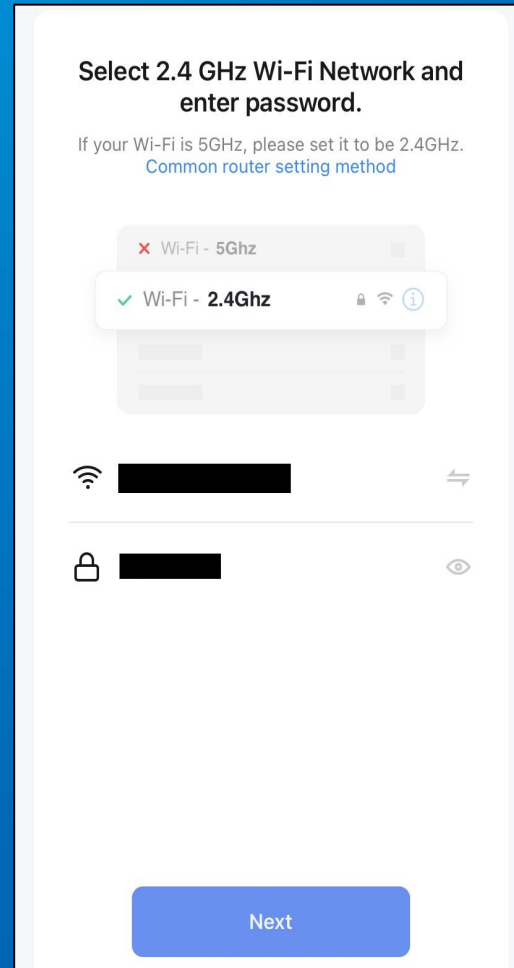 Select 2.4 GHz Wi-Fi Network and
enter password.
If your Wi-Fi is 5GHz, please set it to be 2.4GHz.
Common router setting method
Wi-Fi - 5Ghz
Wi-Fi - 2.4Ghz
Next